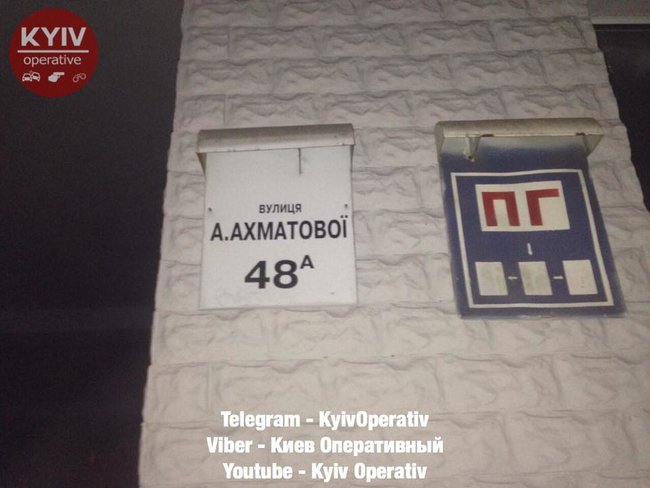 KYIV
operative
ВУЛИЦЯ
А.АХМАТОВОЇ
48А
ПГ
Telegram - KyivOperativ
Viber - Киев Оперативный
Youtube - Kyiv Operativ